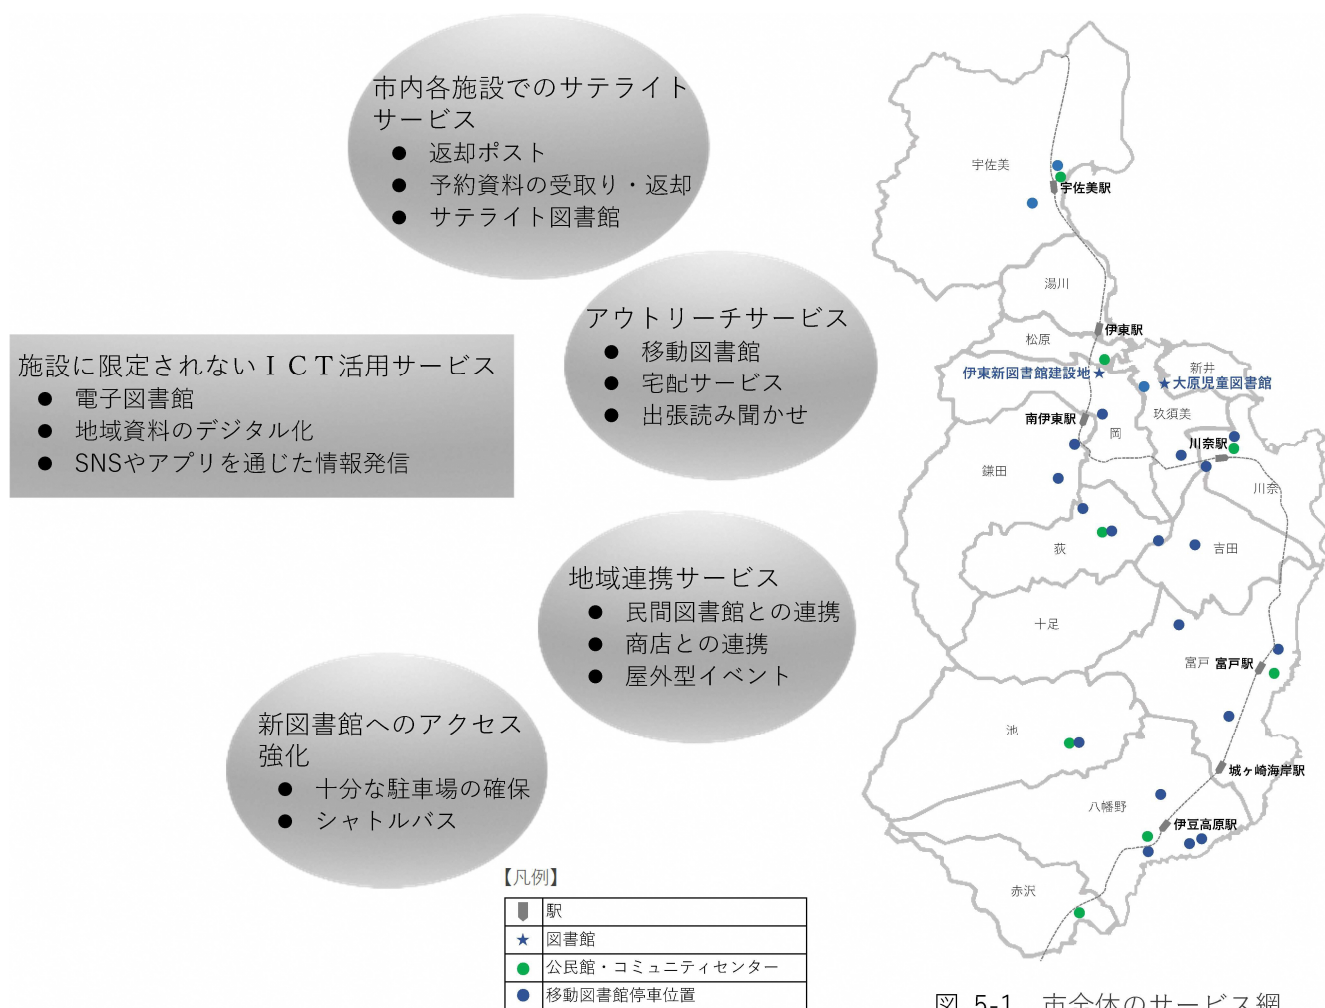 市内各施設でのサテライト
サービス
● 返却ポスト
● 予約資料の受取り・返却
● サテライト図書館
アウトリーチサービス
● 移動図書館
● 宅配サービス
● 出張読み聞かせ
施設に限定されないＩＣＴ活用サービス
● 電子図書館
● 地域資料のデジタル化
● SNSやアプリを通じた情報発信
地域連携サービス
● 民間図書館との連携
● 商店との連携
● 屋外型イベント
新図書館へのアクセス
強化
● 十分な駐車場の確保
● シャトルバス
宇佐美
宇佐美駅
湯川
伊東駅
松原
新井
伊東新図書館建設地★
★大原児童図書館
玖須美
南伊東駅
岡
川奈駅
鎌田
川奈
荻
吉田
十足
富戸
富戸駅
池
城ヶ崎海岸駅
八幡野
伊豆高原駅
赤沢
【凡例】
駅
★ 図書館
● 公民館・コミュニティセンター
● 移動図書館停車位置
図 5-1 市全体のサービス網